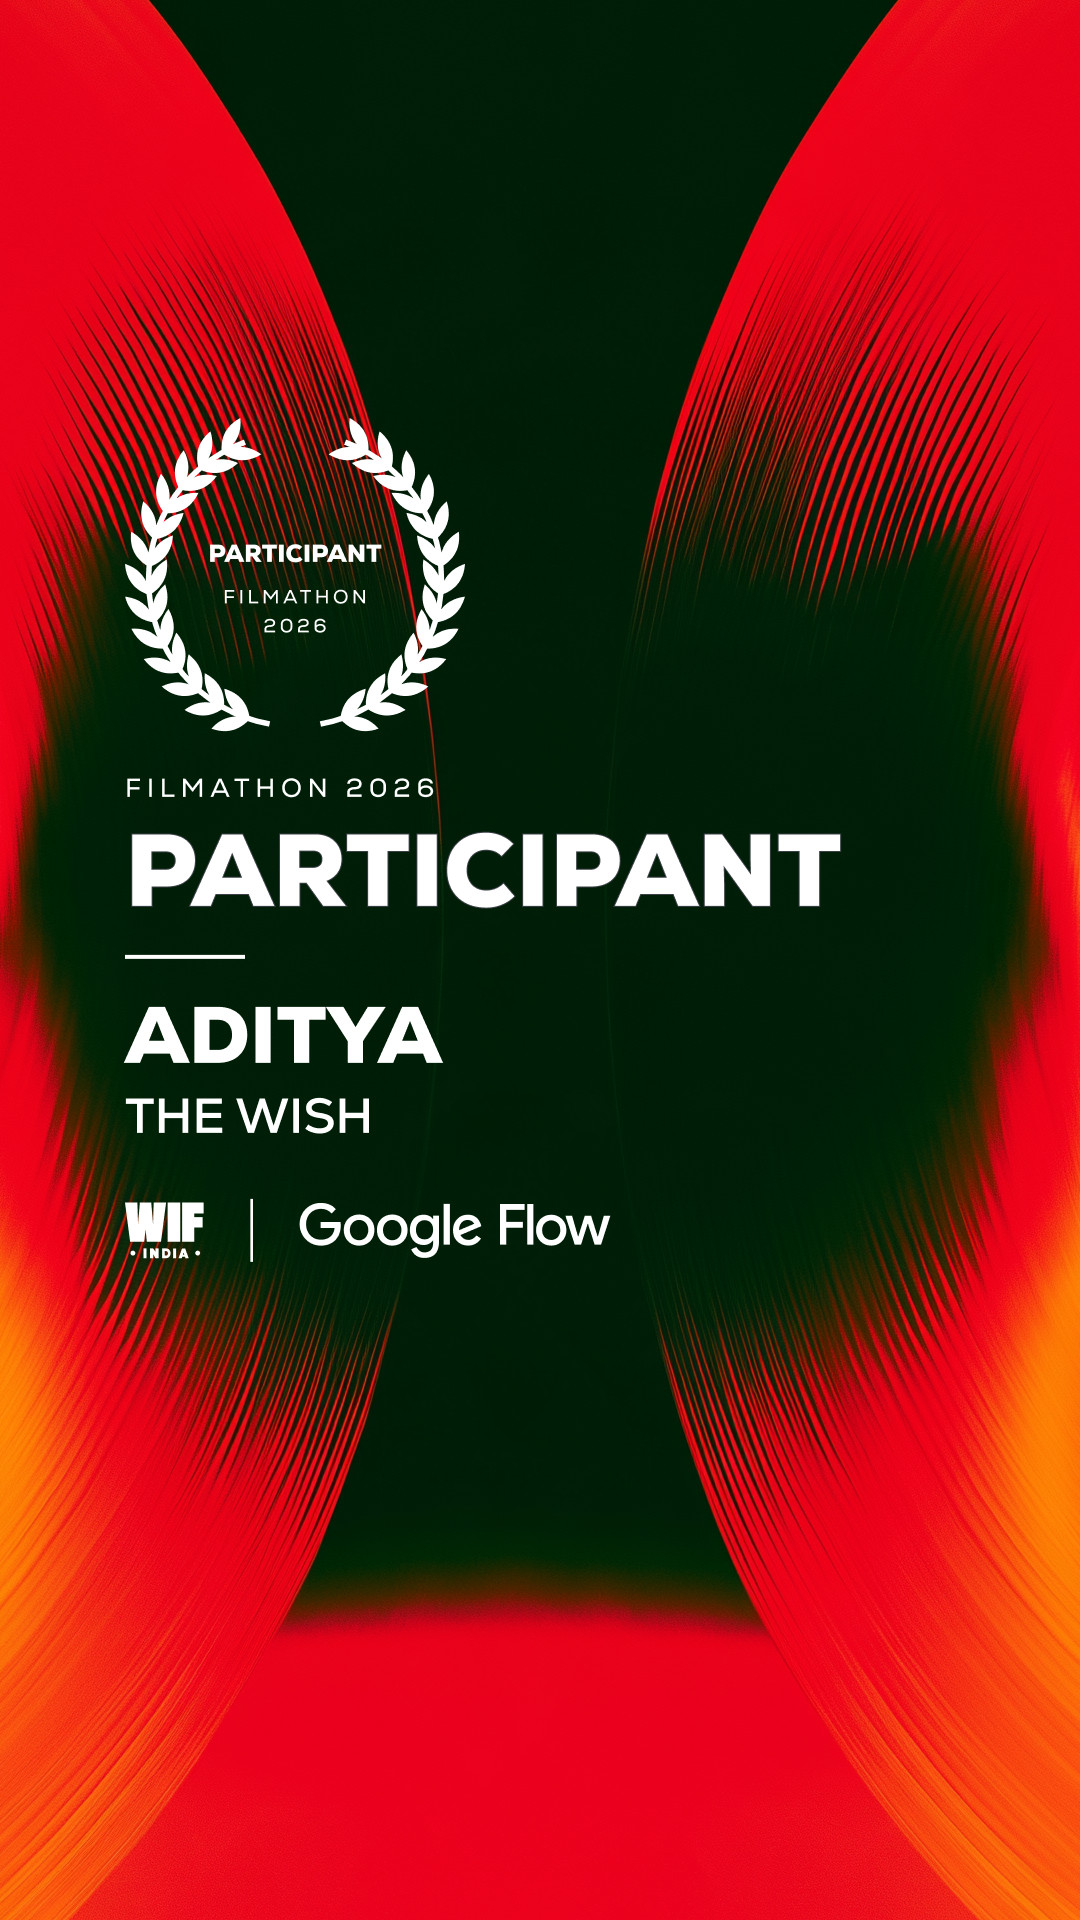 PARTICIPANT
FILMATHON
2026
FILMATHON 2026
PARTICIPANT
ADITYA
THE WISH
WIF
• INDIA •
Google Flow